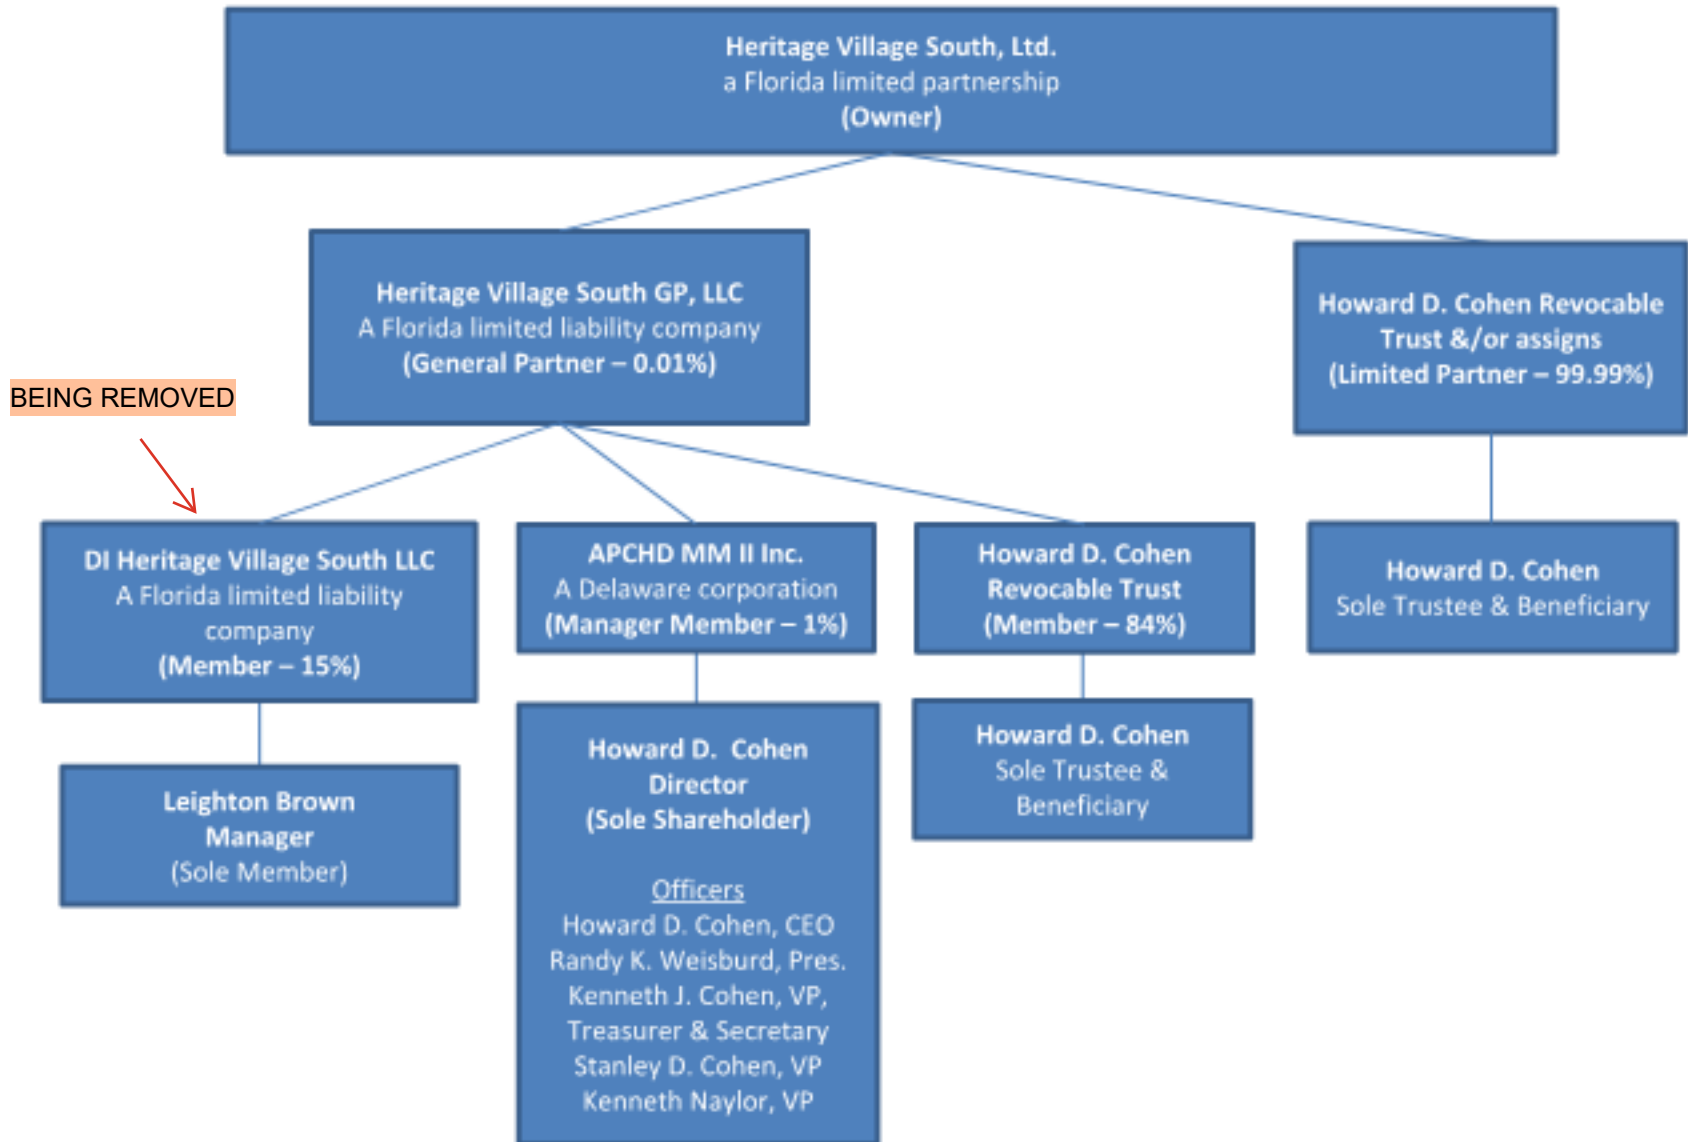 Heritage Village South, Ltd.
a Florida limited partnership
(Owner)
Heritage Village South GP, LLC
A Florida limited liability company
(General Partner – 0.01%)
Howard D. Cohen Revocable
Trust &/or assigns
(Limited Partner – 99.99%)
BEING REMOVED
DI Heritage Village South LLC
A Florida limited liability
company
(Member – 15%)
APCHD MM II Inc.
A Delaware corporation
(Manager Member – 1%)
Howard D. Cohen
Revocable Trust
(Member – 84%)
Howard D. Cohen
Sole Trustee & Beneficiary
Leighton Brown
Manager
(Sole Member)
Howard D. Cohen
Director
(Sole Shareholder)
Officers
Howard D. Cohen, CEO
Randy K. Weisburd, Pres.
Kenneth J. Cohen, VP,
Treasurer & Secretary
Stanley D. Cohen, VP
Kenneth Naylor, VP
Howard D. Cohen
Sole Trustee &
Beneficiary